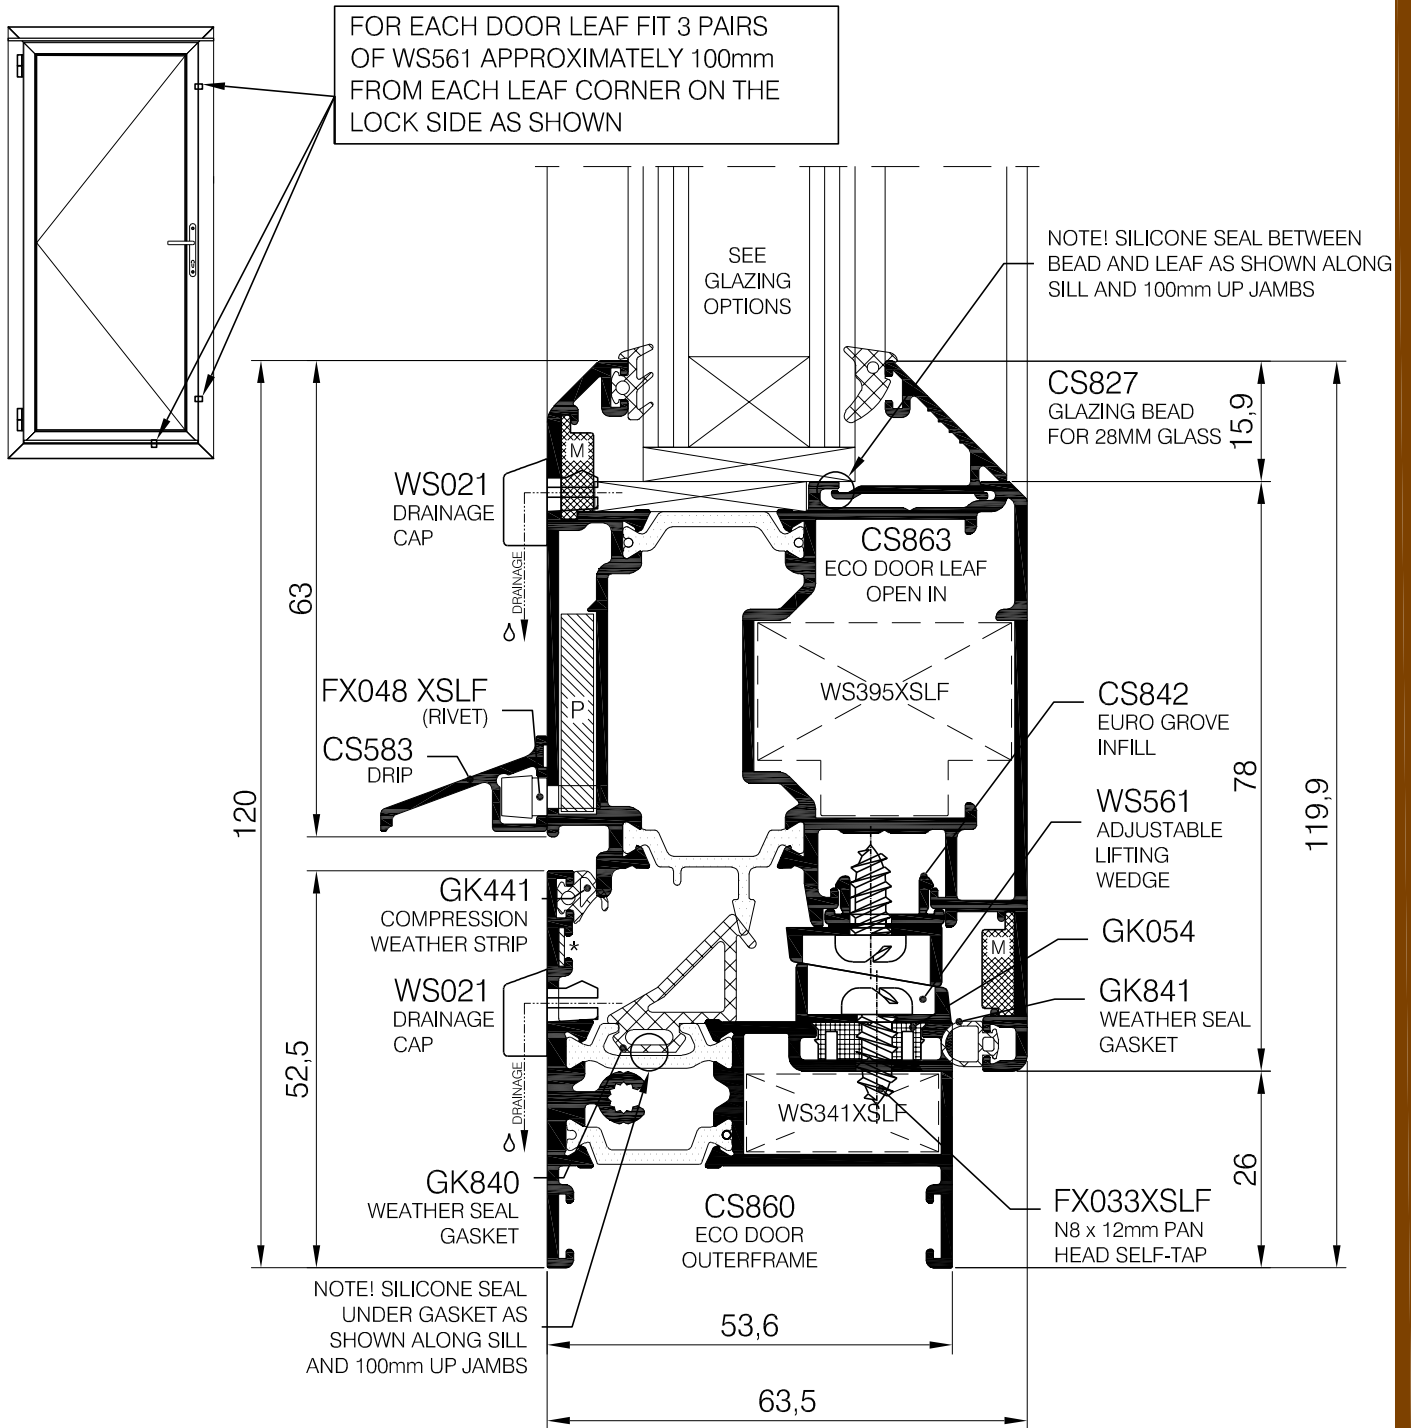 FOR EACH DOOR LEAF FIT 3 PAIRS
OF WS561 APPROXIMATELY 100mm
FROM EACH LEAF CORNER ON THE
LOCK SIDE AS SHOWN
SEE
GLAZING
OPTIONS
NOTE! SILICONE SEAL BETWEEN
BEAD AND LEAF AS SHOWN ALONG
SILL AND 100mm UP JAMBS
CS827
GLAZING BEAD
FOR 28MM GLASS
15,9
M
WS021
DRAINAGE
CAP
CS863
ECO DOOR LEAF
OPEN IN
DRAINAGE
63
FX048 XSLF
(RIVET)
CS583
DRIP
P
WS395XSLF
CS842
EURO GROVE
INFILL
78
WS561
ADJUSTABLE
LIFTING
WEDGE
120
119,9
GK441
COMPRESSION
WEATHER STRIP
*
M
GK054
WS021
DRAINAGE
CAP
GK841
WEATHER SEAL
GASKET
52,5
DRAINAGE
WS341XSLF
26
GK840
WEATHER SEAL
GASKET
CS860
ECO DOOR
OUTERFRAME
FX033XSLF
N8 x 12mm PAN
HEAD SELF-TAP
NOTE! SILICONE SEAL
UNDER GASKET AS
SHOWN ALONG SILL
AND 100mm UP JAMBS
53,6
63,5